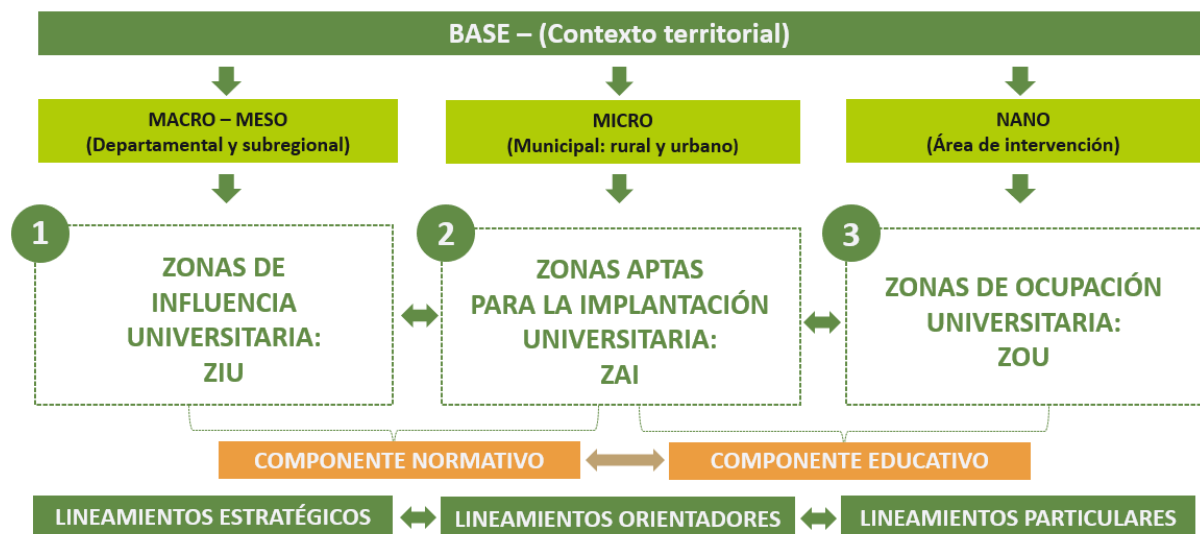 BASE – (Contexto territorial)
MACRO – MESO
(Departamental y subregional)
MICRO
(Municipal: rural y urbano)
NANO
(Área de intervención)
1
ZONAS DE
INFLUENCIA
UNIVERSITARIA:
ZIU
2
ZONAS APTAS
PARA LA IMPLANTACIÓN
UNIVERSITARIA:
ZAI
3
ZONAS DE OCUPACIÓN
UNIVERSITARIA:
ZOU
COMPONENTE NORMATIVO
COMPONENTE EDUCATIVO
LINEAMIENTOS ESTRATÉGICOS
LINEAMIENTOS ORIENTADORES
LINEAMIENTOS PARTICULARES